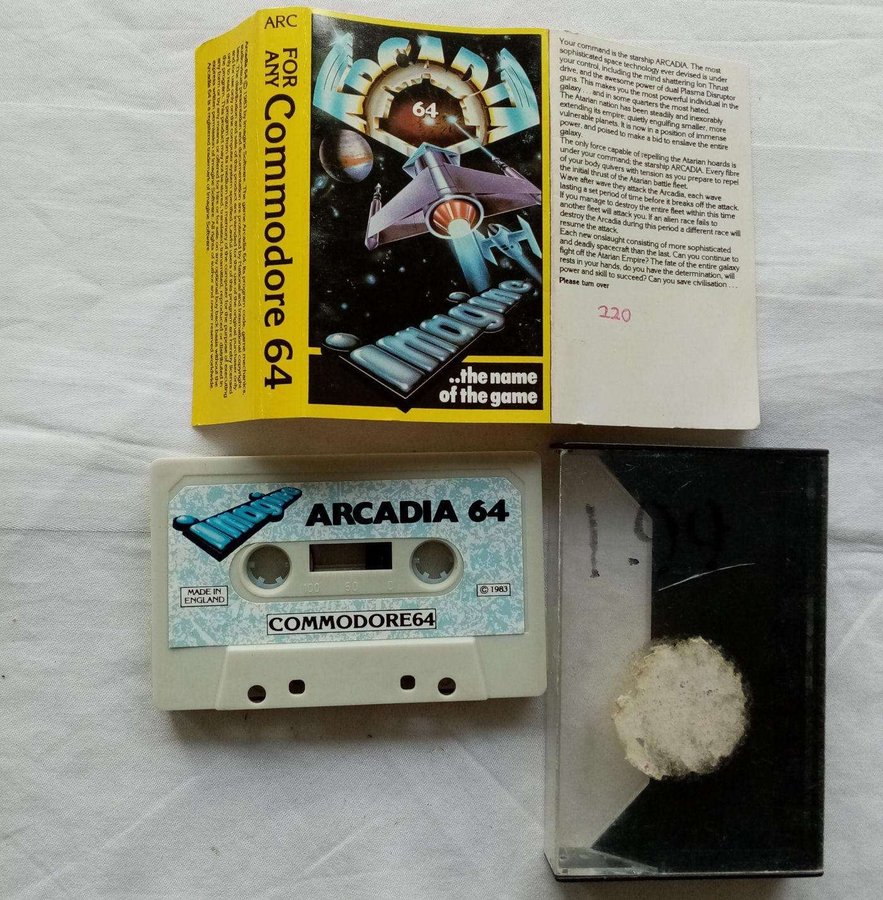 ARC
FOR
ANY
Commodore 64
ARCADIA
64
imagine
..the name
of the game
Your command is the starship ARCADIA. The most
sophisticated space technology ever devised is under
your control, including the mind shattering Ion Thrust
drive, and the awesome power of dual Plasma Disruptor
guns. This makes you the most powerful individual in the
galaxy . . . and in some quarters the most hated.
The Atarian nation has been steadily and inexorably
extending its empire; quietly engulfing smaller, more
vulnerable planets. It is now in a position of immense
power, and poised to make a bid to enslave the entire
galaxy.
The only force capable of repelling the Atarian hoards is
under your command; the starship ARCADIA. Every fibre
of your body quivers with tension as you prepare to repel
the initial thrust of the Atarian battle fleet.
Wave after wave they attack the Arcadia, each wave
lasting a set period of time before it breaks off the attack.
If you manage to destroy the entire fleet within this time
another fleet will attack you. If an alien race fails to
destroy the Arcadia during this period a different race will
resume the attack.
Each new onslaught consisting of more sophisticated
and deadly spacecraft than the last. Can you continue to
fight off the Atarian Empire? The fate of the entire galaxy
rests in your hands, do you have the determination, will
power and skill to succeed? Can you save civilisation . . .
Please turn over
220
imagine
ARCADIA 64
MADE IN
ENGLAND
© 1983
COMMODORE64
1.99